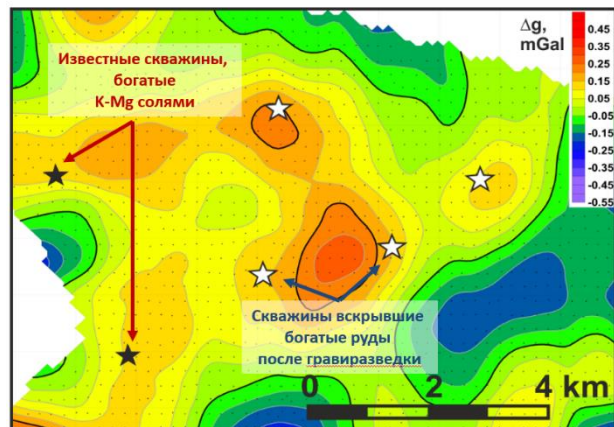 Известные скважины,
богатые
K-Mg солями
Δg,
mGal
0.45
0.35
0.25
0.15
0.05
-0.05
-0.15
-0.25
-0.35
-0.45
-0.55
Скважины вскрывшие
богатые руды
после гравиразведки
0 2 4 km